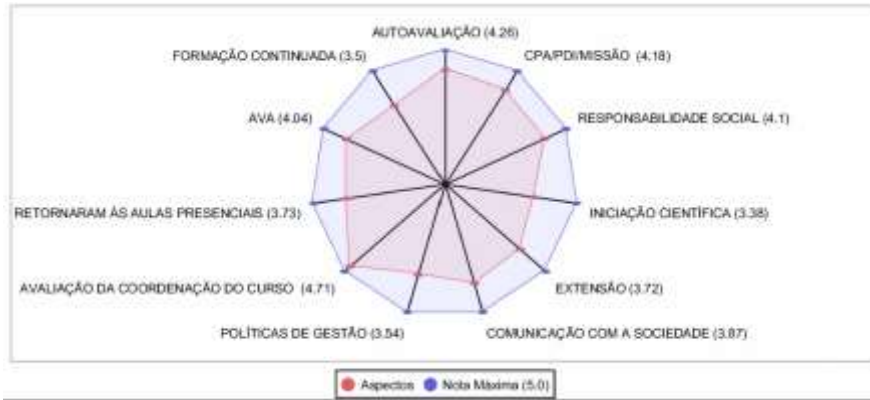 AUTOAVALIAÇÃO (4.26)
FORMAÇÃO CONTINUADA (3.5)
CPA/PDI/MISSÃO (4.18)
AVA (4.04)
RESPONSABILIDADE SOCIAL (4.1)
RETORNARAM ÀS AULAS PRESENCIAIS (3.73)
INICIAÇÃO CIENTÍFICA (3.38)
AVALIAÇÃO DA COORDENAÇÃO DO CURSO (4.71)
EXTENSÃO (3.72)
POLÍTICAS DE GESTÃO (3.54)
COMUNICAÇÃO COM A SOCIEDADE (3.87)
Aspectos
Nota Máxima (5.0)